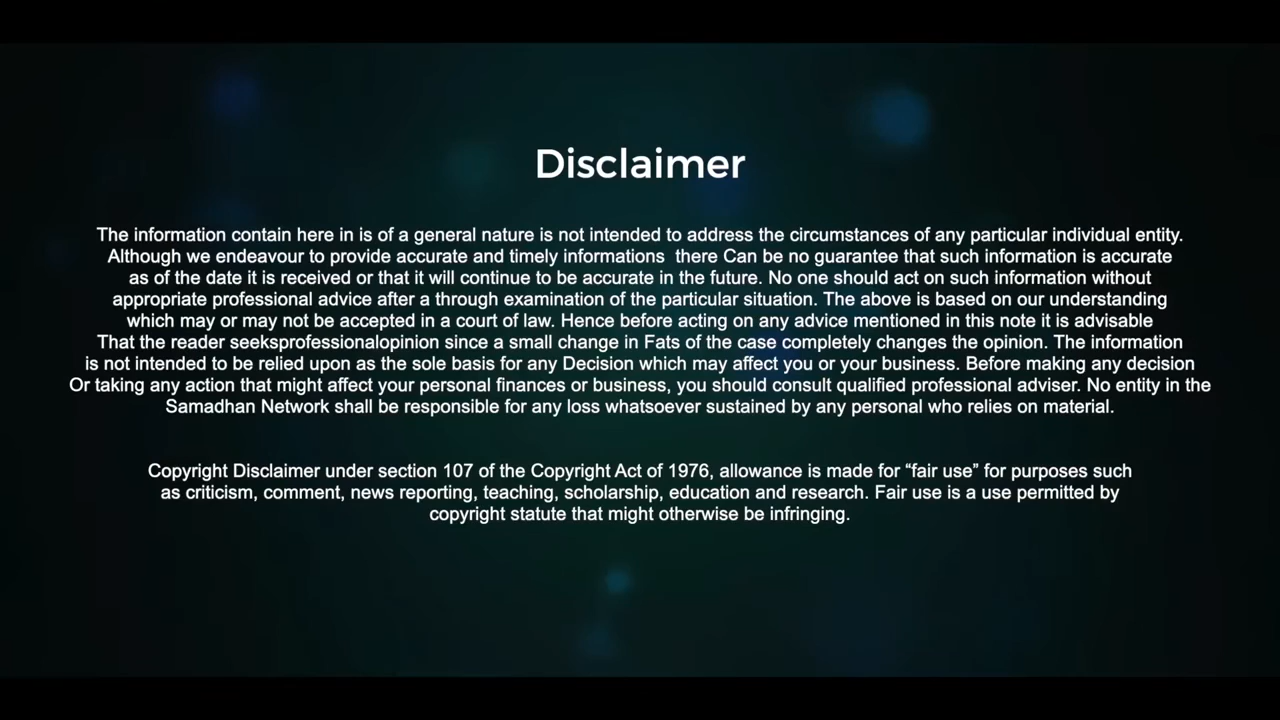 Disclaimer
The information contain here in is of a general nature is not intended to address the circumstances of any particular individual entity.
Although we endeavour to provide accurate and timely informations  there Can be no guarantee that such information is accurate
as of the date it is received or that it will continue to be accurate in the future. No one should act on such information without
appropriate professional advice after a through examination of the particular situation. The above is based on our understanding
which may or may not be accepted in a court of law. Hence before acting on any advice mentioned in this note it is advisable
That the reader seeksprofessionalopinion since a small change in Fats of the case completely changes the opinion. The information
is not intended to be relied upon as the sole basis for any Decision which may affect you or your business. Before making any decision
Or taking any action that might affect your personal finances or business, you should consult qualified professional adviser. No entity in the
Samadhan Network shall be responsible for any loss whatsoever sustained by any personal who relies on material.
Copyright Disclaimer under section 107 of the Copyright Act of 1976, allowance is made for “fair use” for purposes such
as criticism, comment, news reporting, teaching, scholarship, education and research. Fair use is a use permitted by
copyright statute that might otherwise be infringing.